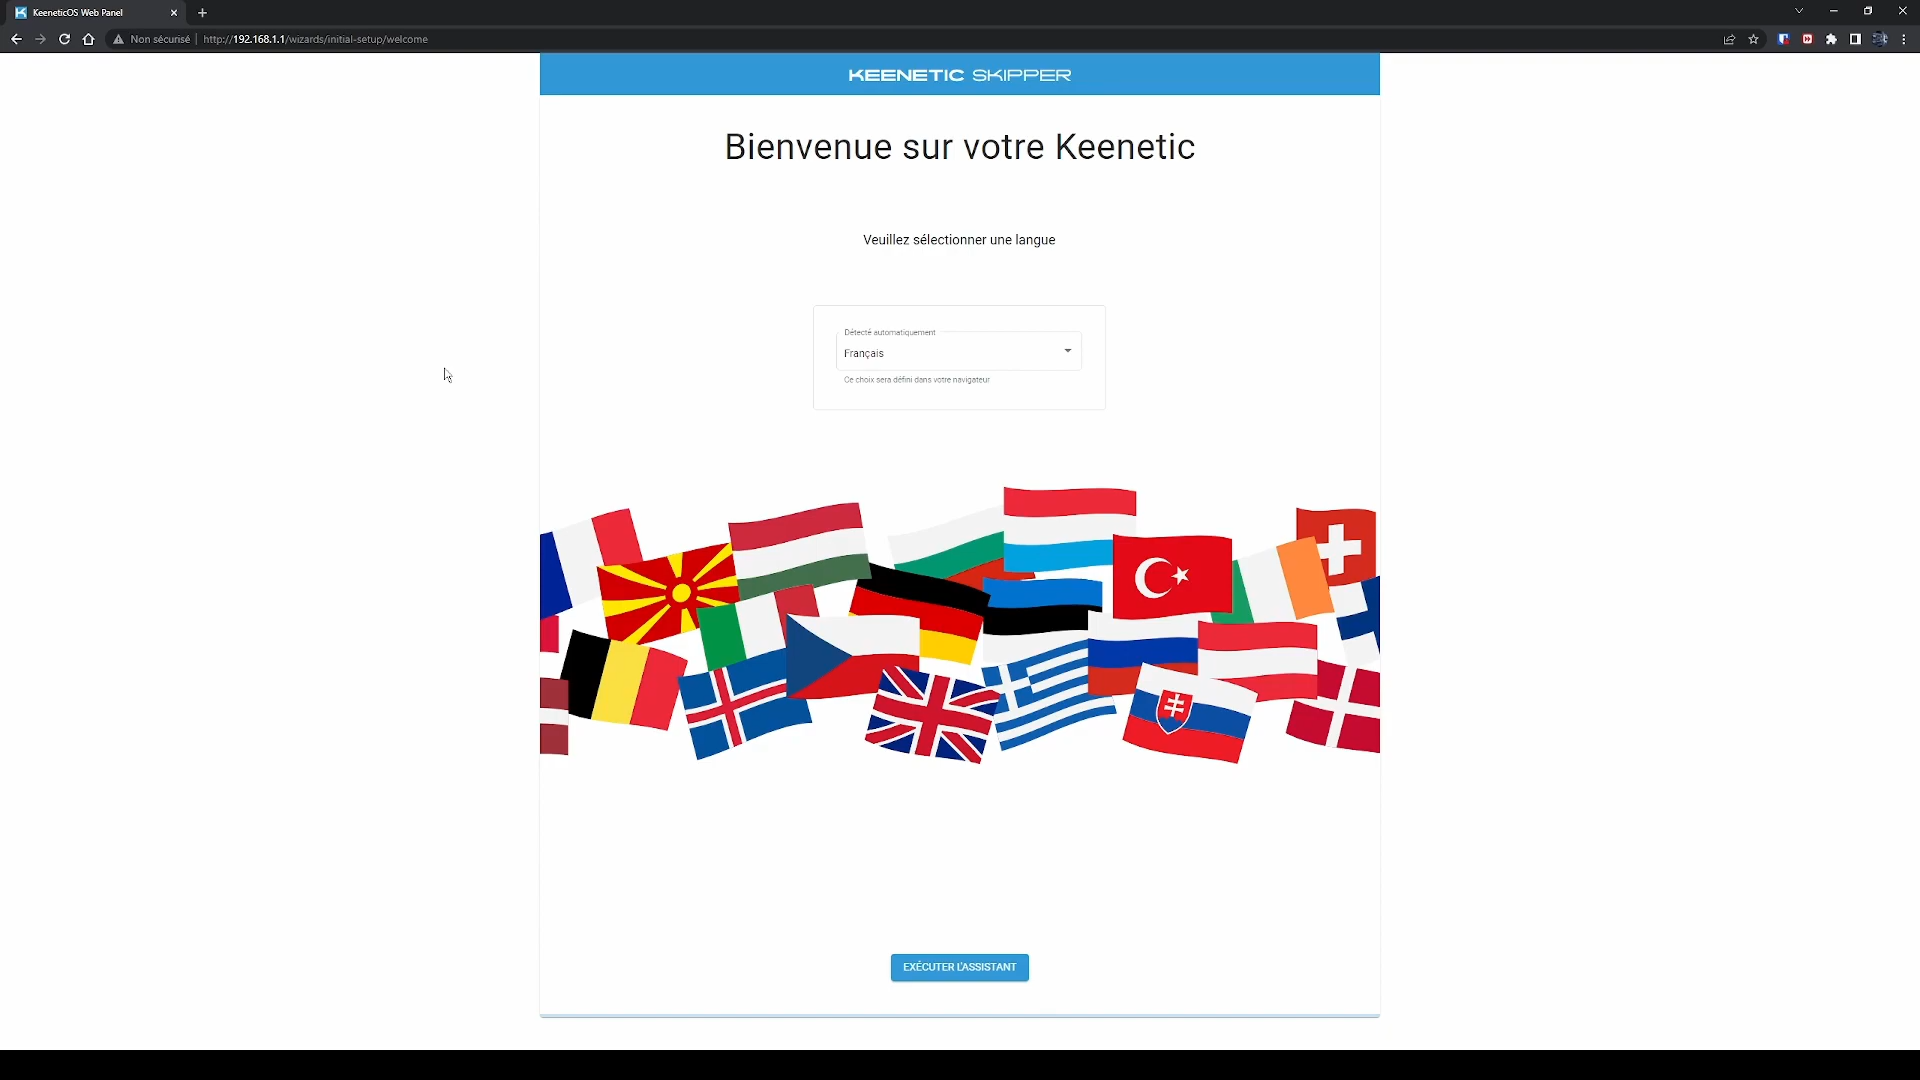 KeeneticOS Web Panel
Non sécurisé
http://192.168.1.1/wizards/initial-setup/welcome
KEENETIC SKIPPER
Bienvenue sur votre Keenetic
Veuillez sélectionner une langue
Détecté automatiquement
Français
Ce choix sera défini dans votre navigateur
EXÉCUTER L'ASSISTANT